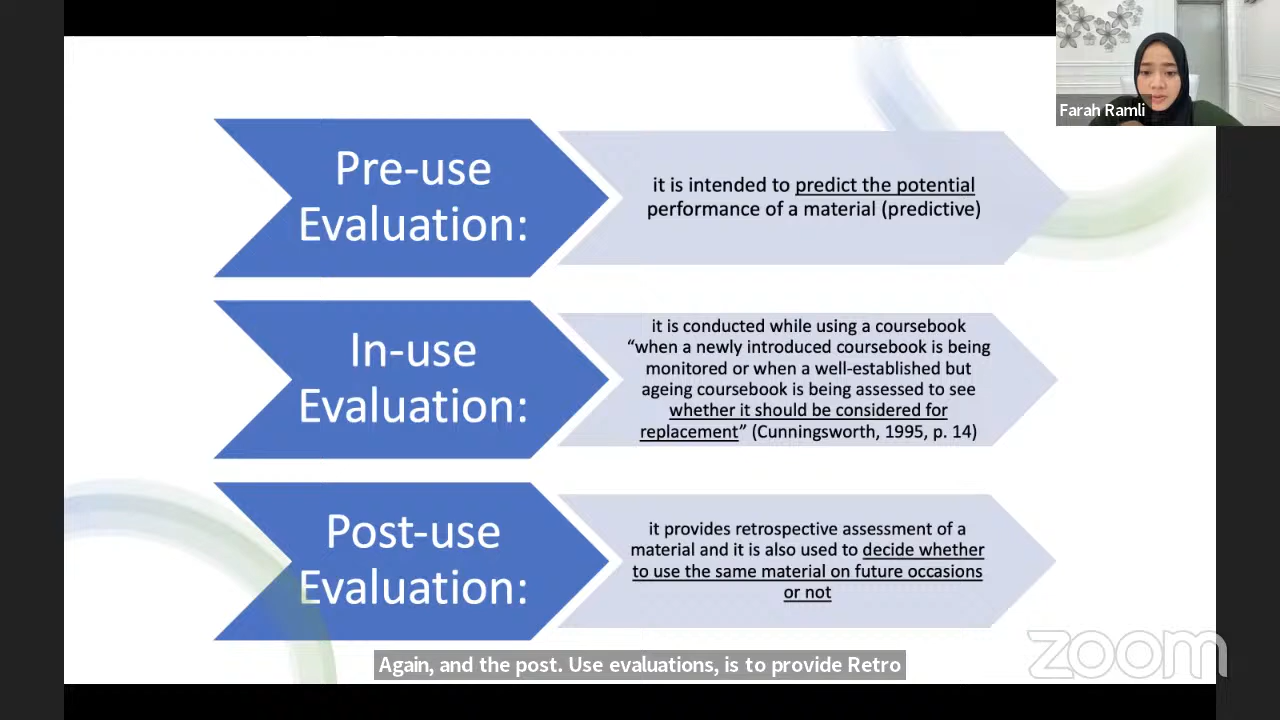 Farah Ramli
Pre-use
Evaluation:
it is intended to predict the potential
performance of a material (predictive)
In-use
Evaluation:
it is conducted while using a coursebook
“when a newly introduced coursebook is being
monitored or when a well-established but
ageing coursebook is being assessed to see
whether it should be considered for
replacement” (Cunningsworth, 1995, p. 14)
Post-use
Evaluation:
it provides retrospective assessment of a
material and it is also used to decide whether
to use the same material on future occasions
or not
Again, and the post. Use evaluations, is to provide Retro
zoom